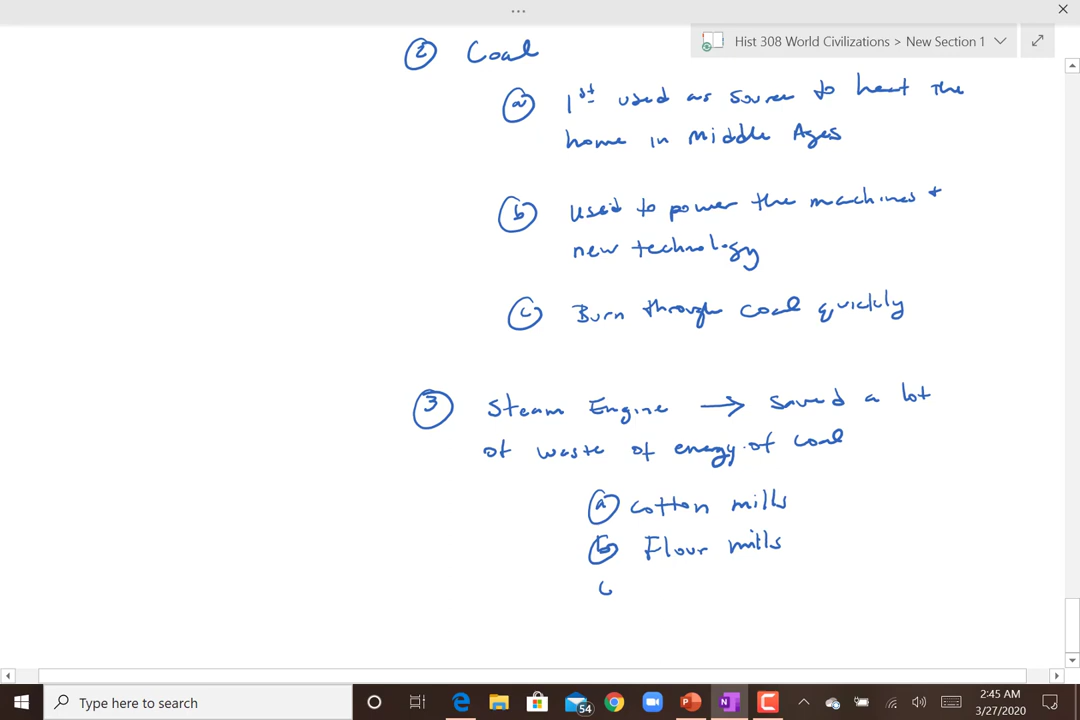 Hist 308 World Civilizations > New Section 1
② Coal
ⓐ 1st used as source to heat the
home in Middle Ages
ⓑ Used to power the machines +
new technology
ⓒ Burn through coal quickly
③ Steam Engine → saved a lot
of waste of energy of coal
ⓐ Cotton mills
ⓑ Flour mills
Type here to search
54
2:45 AM
3/27/2020